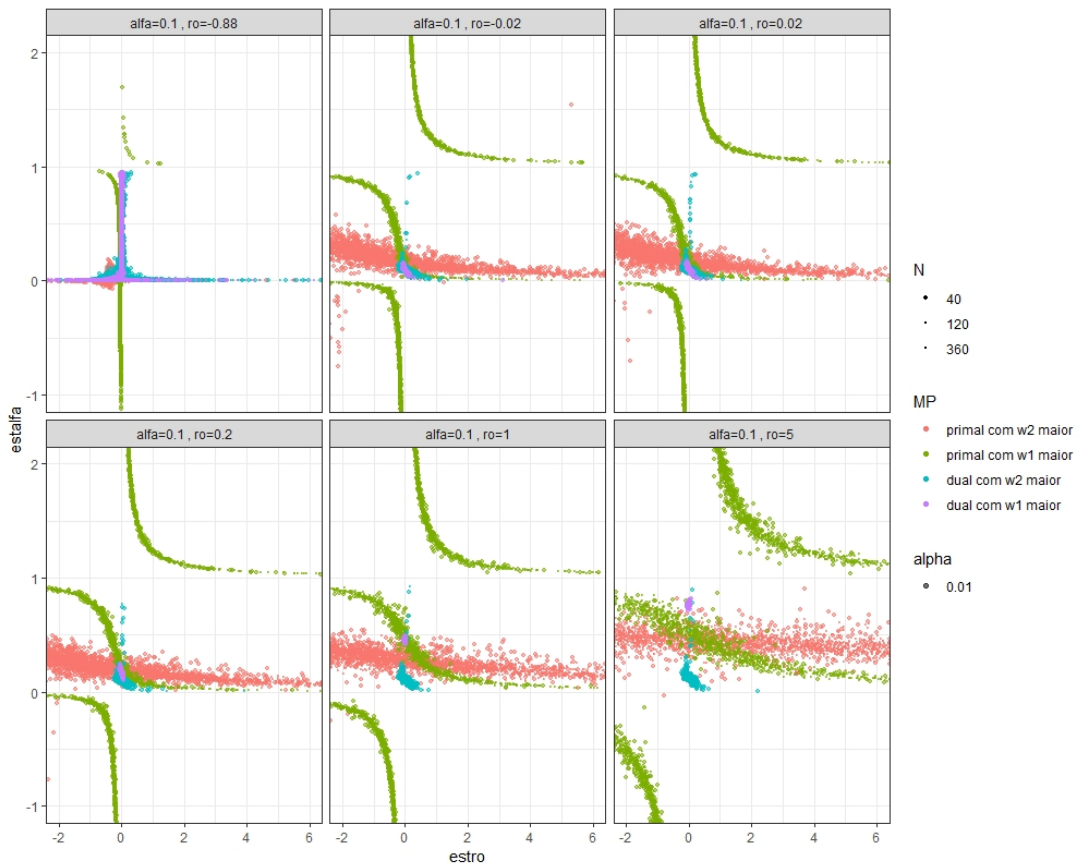 alfa=0.1 , ro=-0.88
alfa=0.1 , ro=-0.02
alfa=0.1 , ro=0.02
2
1
0
-1
alfa=0.1 , ro=0.2
alfa=0.1 , ro=1
alfa=0.1 , ro=5
2
1
0
-1
-2 0 2 4 6
-2 0 2 4 6
-2 0 2 4 6
estro
estalfa
N
40
120
360
MP
primal com w2 maior
primal com w1 maior
dual com w2 maior
dual com w1 maior
alpha
0.01